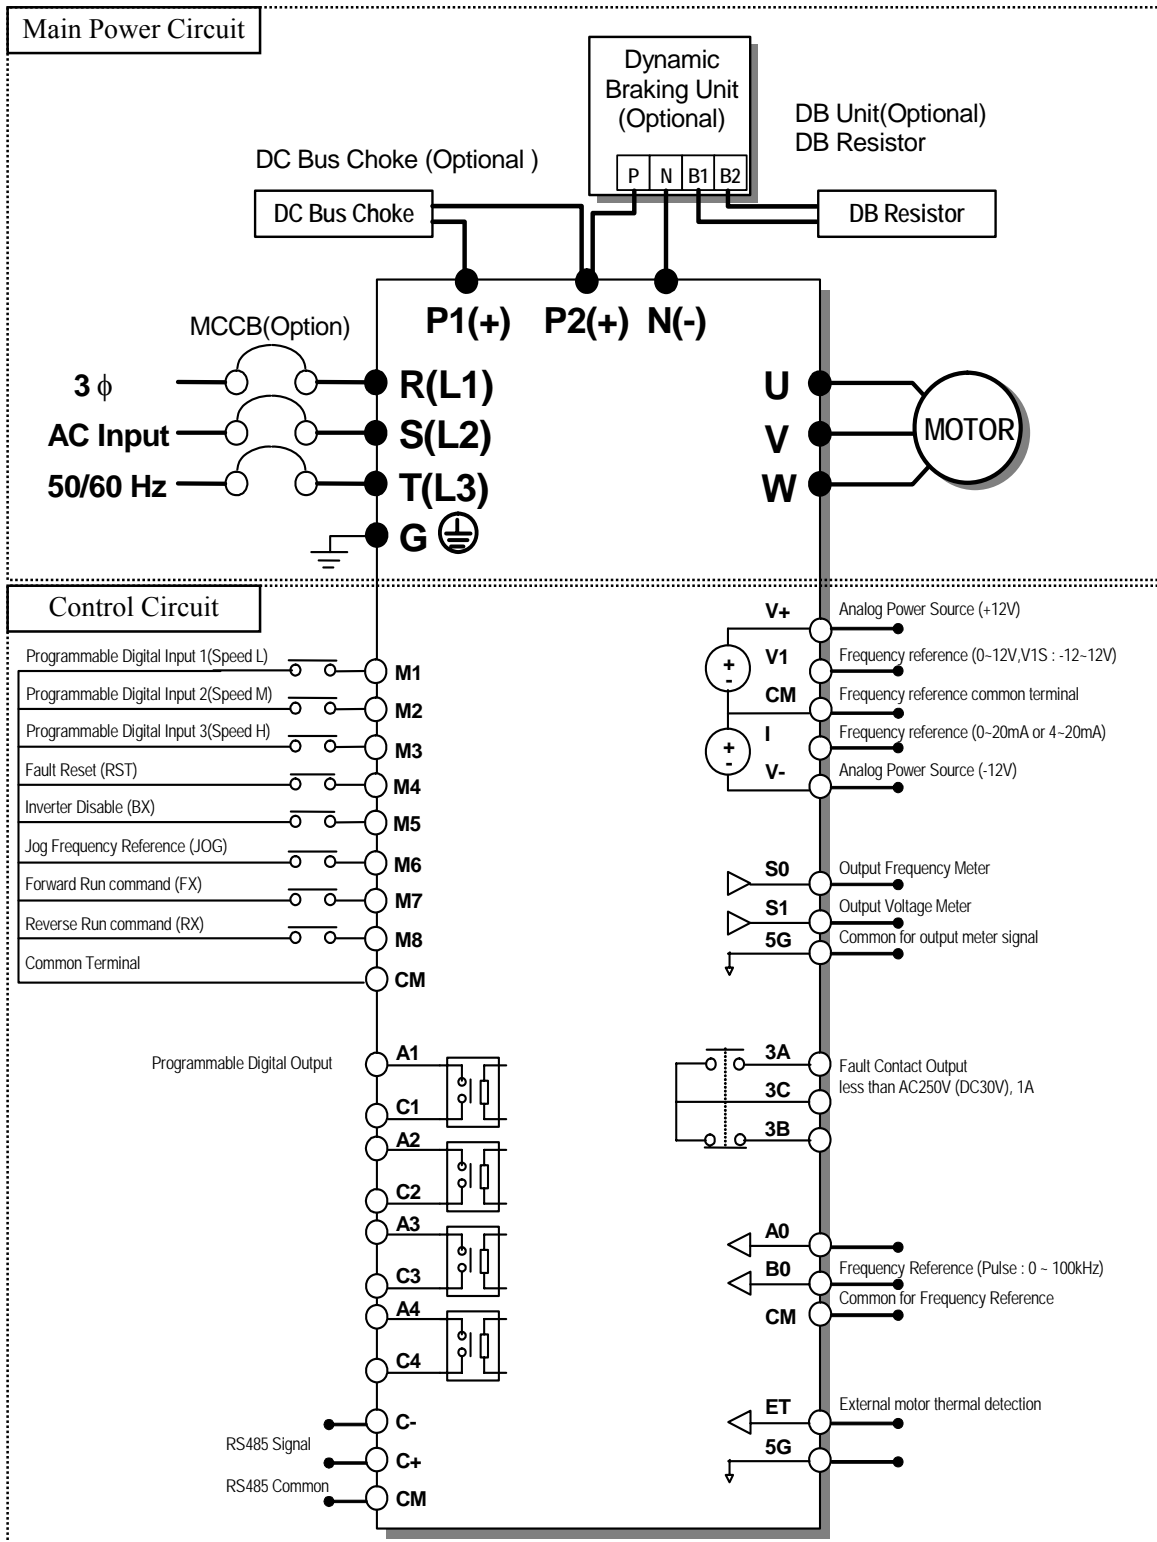 Main Power Circuit
Dynamic
Braking Unit
(Optional)
DB Unit(Optional)
DB Resistor
DC Bus Choke (Optional )
P N B1 B2
DC Bus Choke
DB Resistor
P1(+) P2(+) N(-)
MCCB(Option)
3 ϕ
R(L1)
U
AC Input
S(L2)
V
MOTOR
50/60 Hz
T(L3)
W
G
Control Circuit
Programmable Digital Input 1(Speed L)
M1
Programmable Digital Input 2(Speed M)
M2
Programmable Digital Input 3(Speed H)
M3
Fault Reset (RST)
M4
Inverter Disable (BX)
M5
Jog Frequency Reference (JOG)
M6
Forward Run command (FX)
M7
Reverse Run command (RX)
M8
Common Terminal
CM
V+
Analog Power Source (+12V)
+
-
V1
Frequency reference (0~12V,V1S : -12~12V)
CM
Frequency reference common terminal
+
-
I
Frequency reference (0~20mA or 4~20mA)
V-
Analog Power Source (-12V)
S0
Output Frequency Meter
S1
Output Voltage Meter
5G
Common for output meter signal
Programmable Digital Output
A1
C1
A2
C2
A3
C3
A4
C4
3A
Fault Contact Output
less than AC250V (DC30V), 1A
3C
3B
A0
B0
Frequency Reference (Pulse : 0 ~ 100kHz)
Common for Frequency Reference
CM
C-
RS485 Signal
C+
RS485 Common
CM
ET
External motor thermal detection
5G